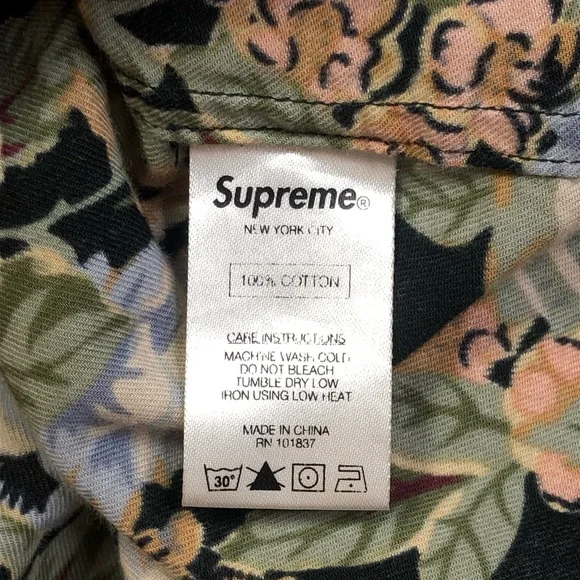 Supreme®
NEW YORK CITY
100% COTTON
CARE INSTRUCTIONS
MACHINE WASH COLD
DO NOT BLEACH
TUMBLE DRY LOW
IRON USING LOW HEAT
MADE IN CHINA
RN 101837
30°